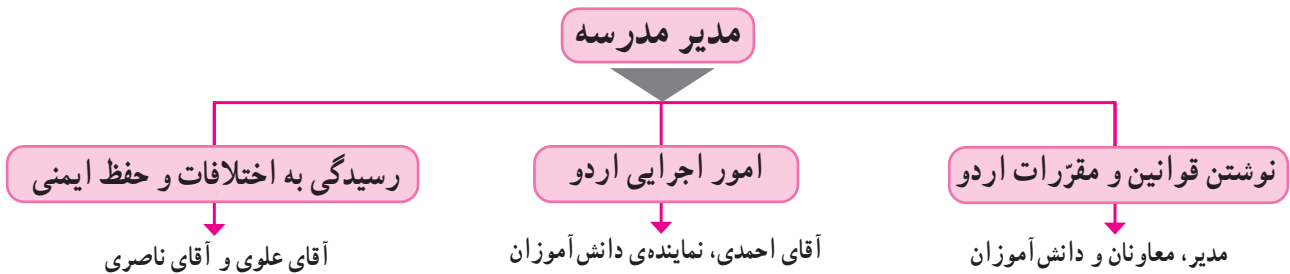 مدیر مدرسه
نوشتن قوانین و مقرّرات اردو
امور اجرایی اردو
رسیدگی به اختلافات و حفظ ایمنی
مدیر، معاونان و دانش‌آموزان
آقای احمدی، نماینده‌ی دانش‌آموزان
آقای علوی و آقای ناصری